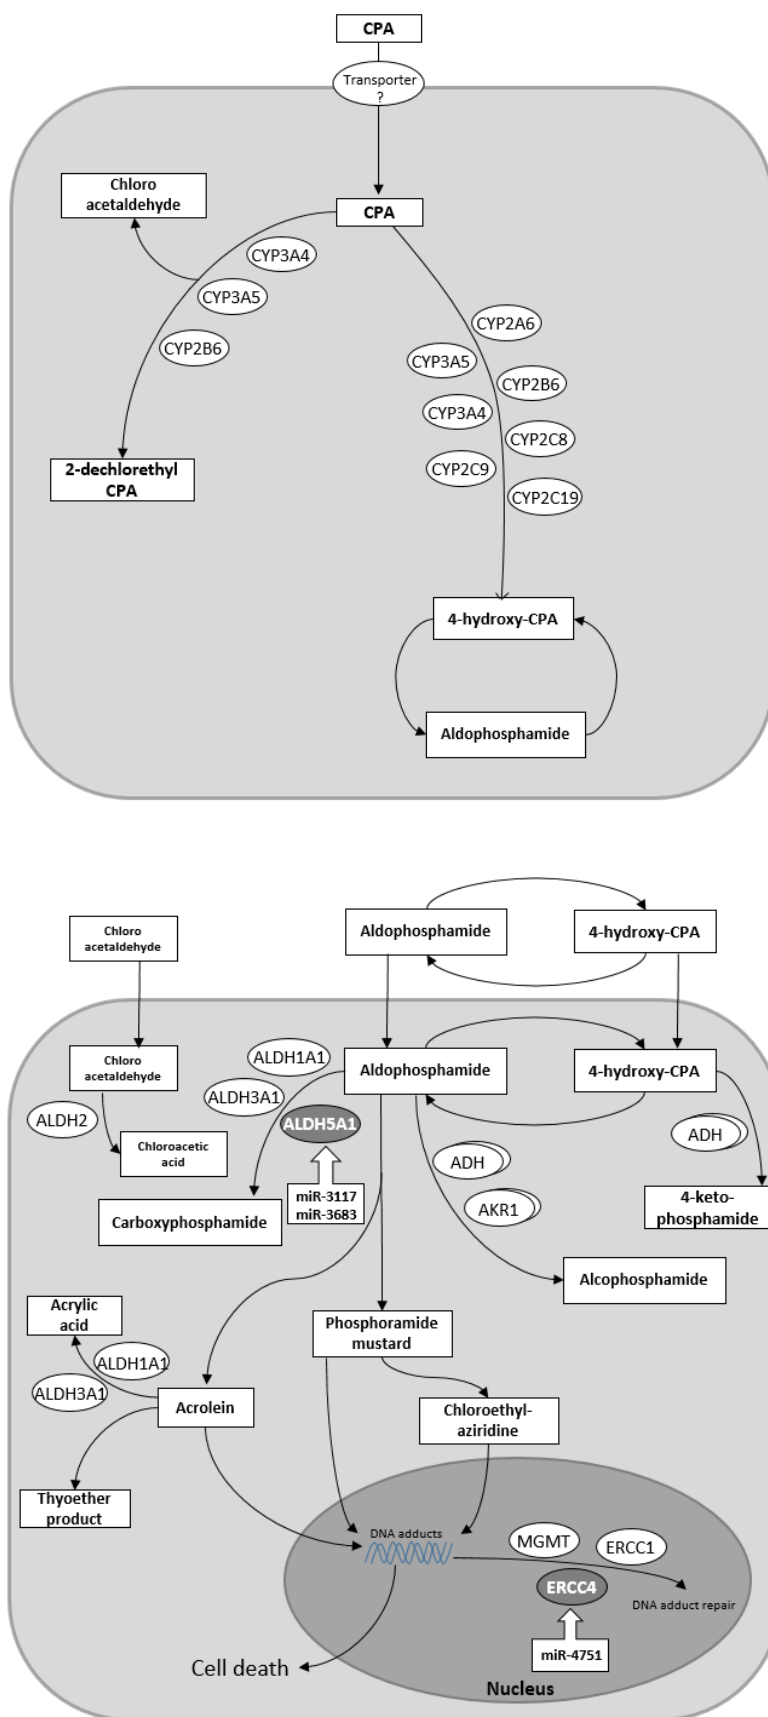 CPA
Transporter
?
Chloro
acetaldehyde
CPA
CYP3A4
CYP3A5
CYP2B6
CYP2A6
CYP3A5
CYP2B6
CYP3A4
CYP2C8
CYP2C9
CYP2C19
2-dechlorethyl
CPA
4-hydroxy-CPA
Aldophosphamide
Chloro
acetaldehyde
Aldophosphamide
4-hydroxy-CPA
Chloro
acetaldehyde
ALDH1A1
Aldophosphamide
4-hydroxy-CPA
ALDH3A1
ALDH2
ALDH5A1
ADH
ADH
Chloroacetic
acid
miR-3117
miR-3683
AKR1
Carboxyphosphamide
4-keto-
phosphamide
Alcophosphamide
Acrylic
acid
ALDH1A1
ALDH3A1
Phosphoramide
mustard
Acrolein
Chloroethyl-
aziridine
Thyoether
product
DNA adducts
MGMT
ERCC1
ERCC4
DNA adduct repair
miR-4751
Cell death
Nucleus